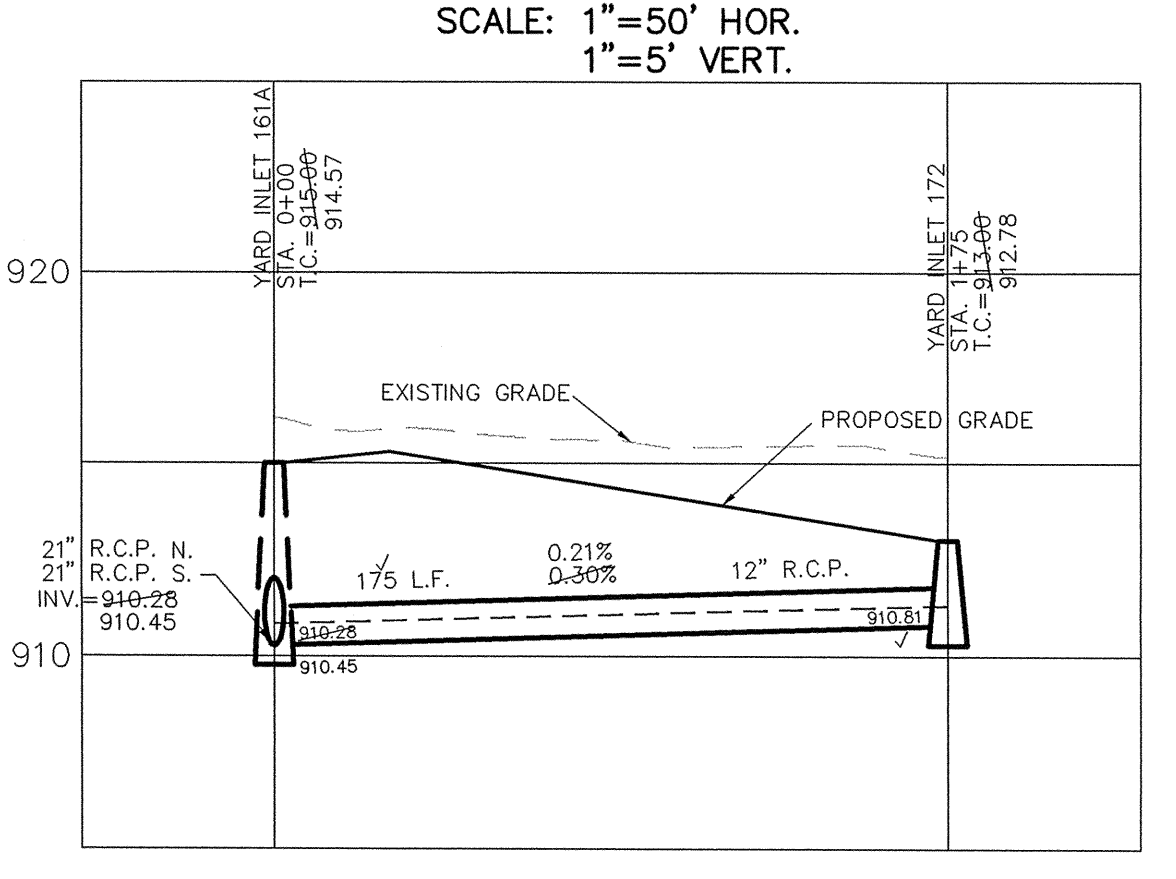 SCALE: 1"=50' HOR.
1"=5' VERT.
YARD INLET 161A
STA. 0+00
T.C.=915.00
914.57
YARD INLET 172
STA. 1+75
T.C.=913.00
912.78
920
EXISTING GRADE
PROPOSED GRADE
21" R.C.P. N.
21" R.C.P. S.
INV.=910.28
910.45
175 L.F.
0.21%
0.30%
12" R.C.P.
910.28
910.81
910
910.45